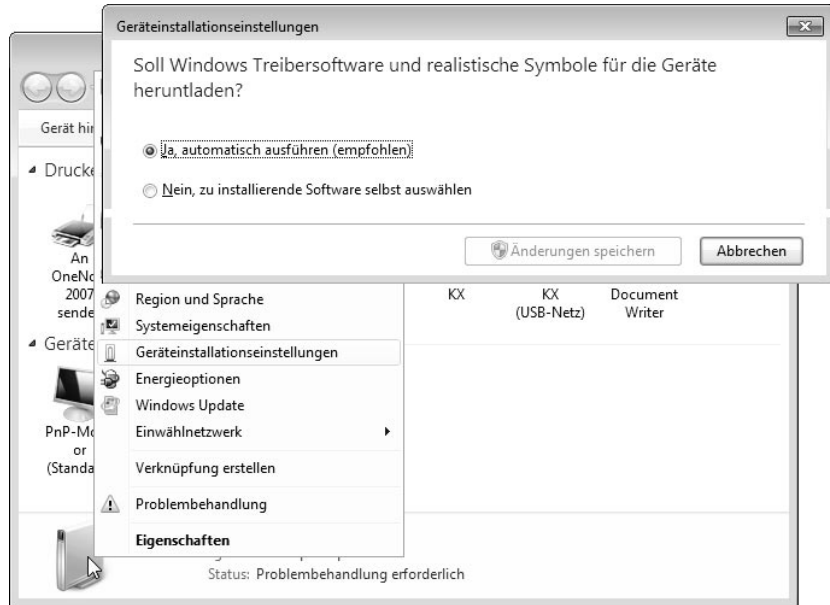 Geräteinstallationseinstellungen
Soll Windows Treibersoftware und realistische Symbole für die Geräte
herunterladen?
Ja, automatisch ausführen (empfohlen)
Nein, zu installierende Software selbst auswählen
Änderungen speichern
Abbrechen
Gerät hin
Drucke
An
OneNo
2007
sende
KX
KX
(USB-Netz)
Document
Writer
Geräte
PnP-Mo
or
(Standa
Region und Sprache
Systemeigenschaften
Geräteinstallationseinstellungen
Energieoptionen
Windows Update
Einwählnetzwerk
Verknüpfung erstellen
Problembehandlung
Eigenschaften
Status: Problembehandlung erforderlich